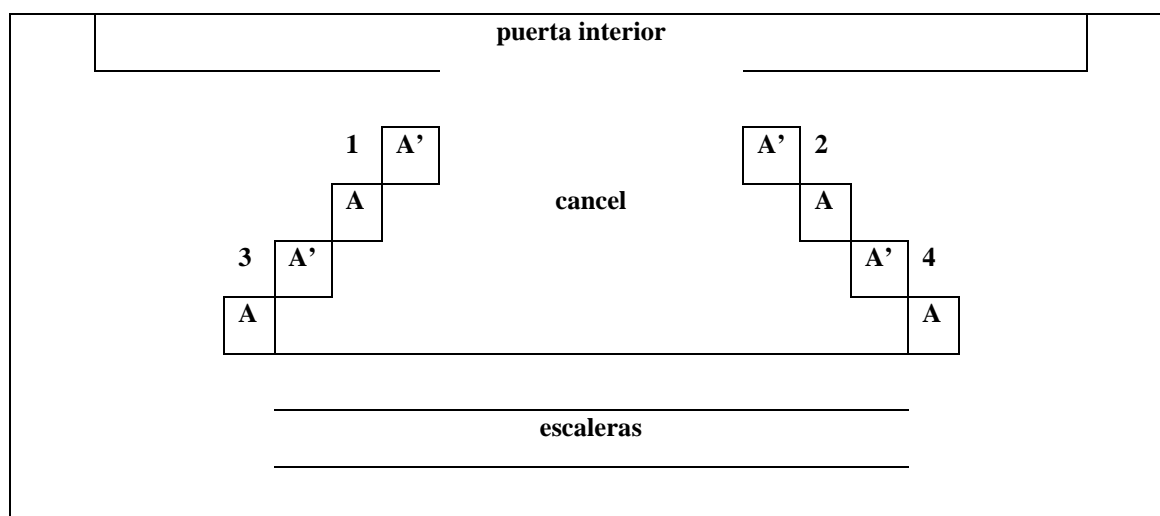 puerta interior
1 A’ A’ 2
A cancel A
3 A’ A’ 4
A A
escaleras